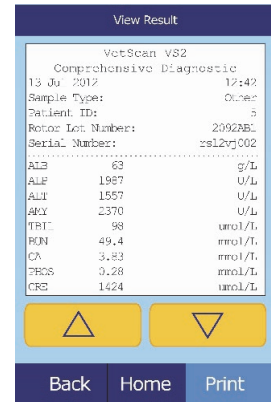 View Result
VetScan VS2
Comprehensive Diagnostic
13 Jul 2012 12:42
Sample Type: Other
Patient ID: 5
Rotor Lot Number: 2092AB1
Serial Number: rsl2vj002
ALB 63 g/L
ALP 1987 U/L
ALT 1557 U/L
AMY 2370 U/L
TBIL 98 umol/L
BUN 49.4 mmol/L
CA 3.83 mmol/L
PHOS 0.28 mmol/L
CRE 1424 umol/L
Back Home Print